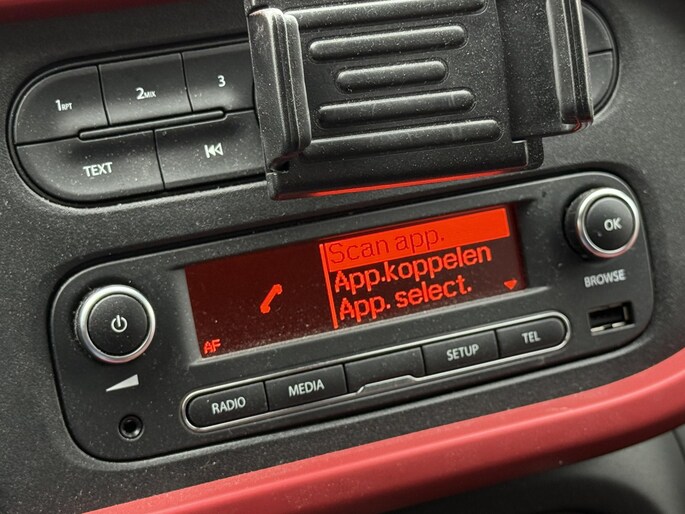 1RPT
2MIX
3
TEXT
Scan app.
App.koppelen
App. select.
AF
OK
BROWSE
RADIO
MEDIA
SETUP
TEL